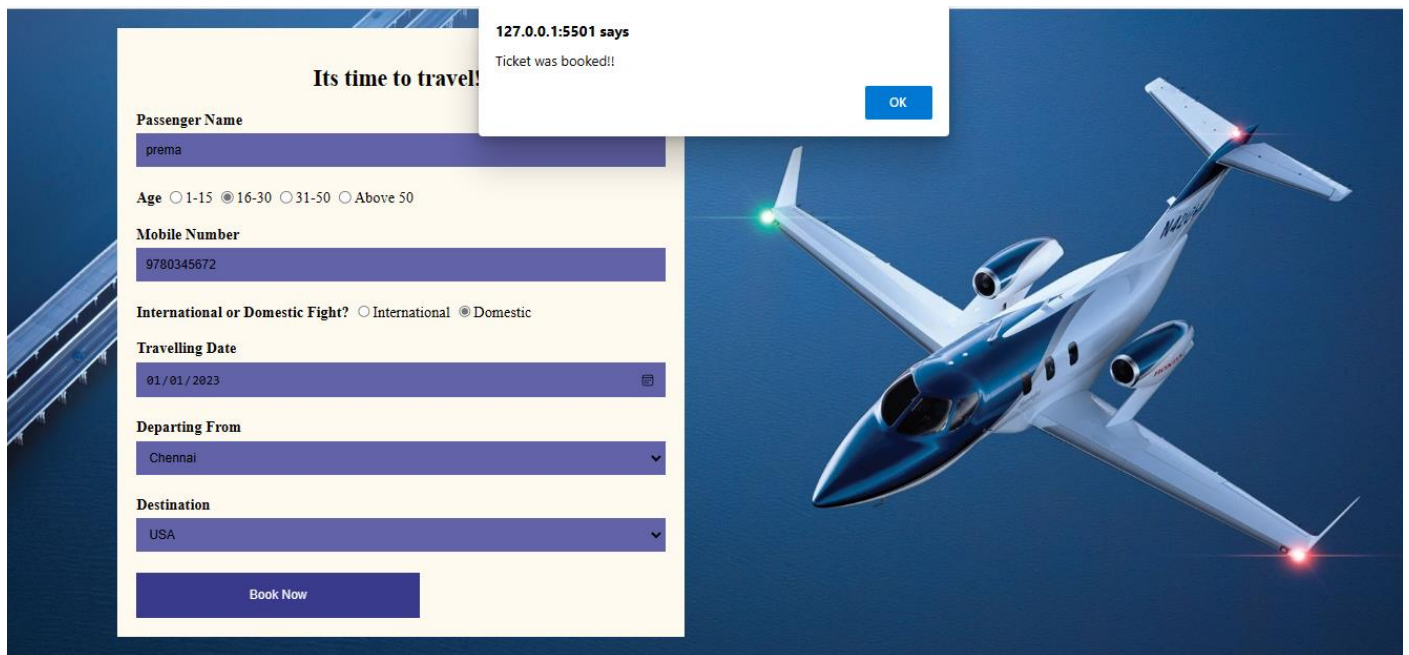 127.0.0.1:5501 says
Ticket was booked!!
OK
Its time to travel!
Passenger Name
prema
Age 1-15 16-30 31-50 Above 50
Mobile Number
9780345672
International or Domestic Fight? International Domestic
Travelling Date
01/01/2023
Departing From
Chennai
Destination
USA
Book Now